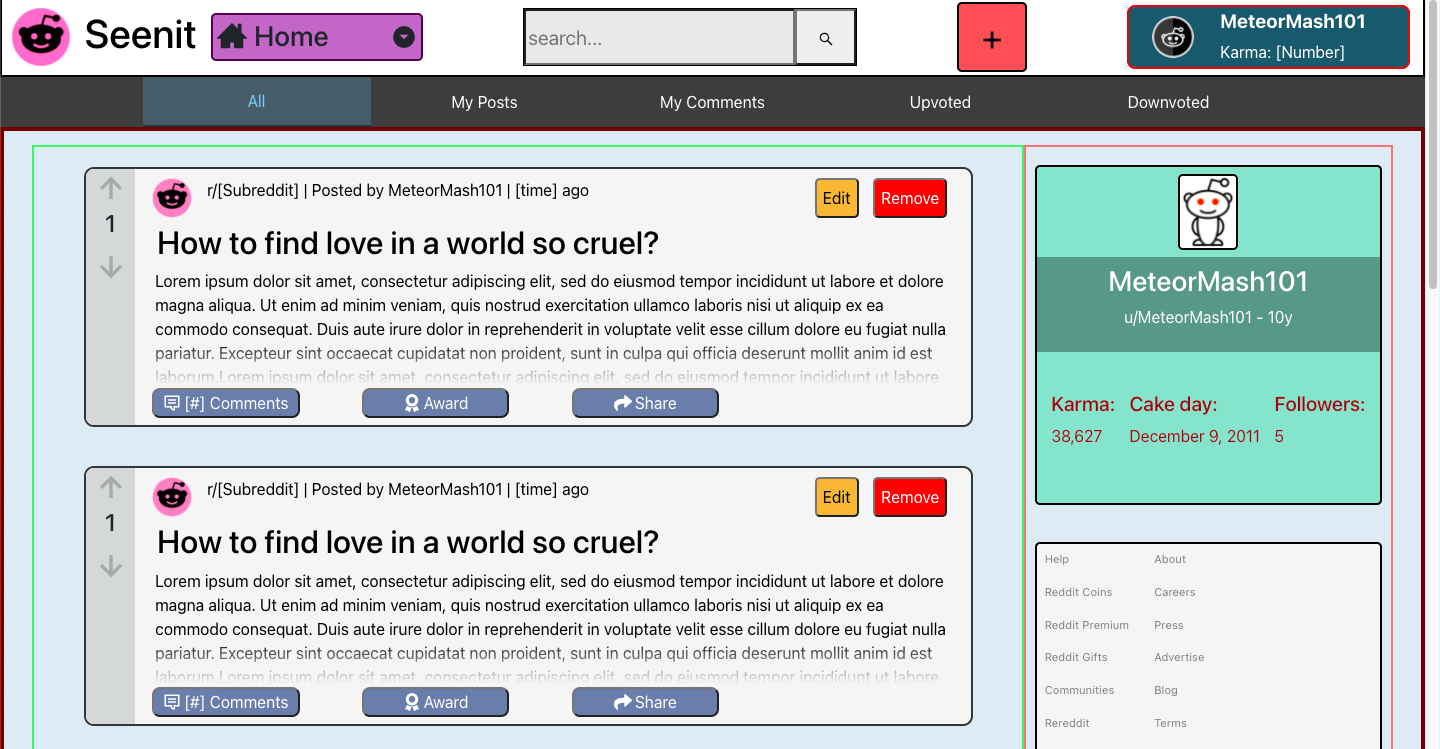 Seenit
Home
search...
+
MeteorMash101
Karma: [Number]
All
My Posts
My Comments
Upvoted
Downvoted
1
r/[Subreddit] | Posted by MeteorMash101 | [time] ago
Edit
Remove
How to find love in a world so cruel?
Lorem ipsum dolor sit amet, consectetur adipiscing elit, sed do eiusmod tempor incididunt ut labore et dolore
magna aliqua. Ut enim ad minim veniam, quis nostrud exercitation ullamco laboris nisi ut aliquip ex ea
commodo consequat. Duis aute irure dolor in reprehenderit in voluptate velit esse cillum dolore eu fugiat nulla
pariatur. Excepteur sint occaecat cupidatat non proident, sunt in culpa qui officia deserunt mollit anim id est
laborum.Lorem ipsum dolor sit amet, consectetur adipiscing elit, sed do eiusmod tempor incididunt ut labore
[#] Comments
Award
Share
1
r/[Subreddit] | Posted by MeteorMash101 | [time] ago
Edit
Remove
How to find love in a world so cruel?
Lorem ipsum dolor sit amet, consectetur adipiscing elit, sed do eiusmod tempor incididunt ut labore et dolore
magna aliqua. Ut enim ad minim veniam, quis nostrud exercitation ullamco laboris nisi ut aliquip ex ea
commodo consequat. Duis aute irure dolor in reprehenderit in voluptate velit esse cillum dolore eu fugiat nulla
pariatur. Excepteur sint occaecat cupidatat non proident, sunt in culpa qui officia deserunt mollit anim id est
laborum.Lorem ipsum dolor sit amet, consectetur adipiscing elit, sed do eiusmod tempor incididunt ut labore
[#] Comments
Award
Share
MeteorMash101
u/MeteorMash101 - 10y
Karma:
38,627
Cake day:
December 9, 2011
Followers:
5
Help
About
Reddit Coins
Careers
Reddit Premium
Press
Reddit Gifts
Advertise
Communities
Blog
Rereddit
Terms